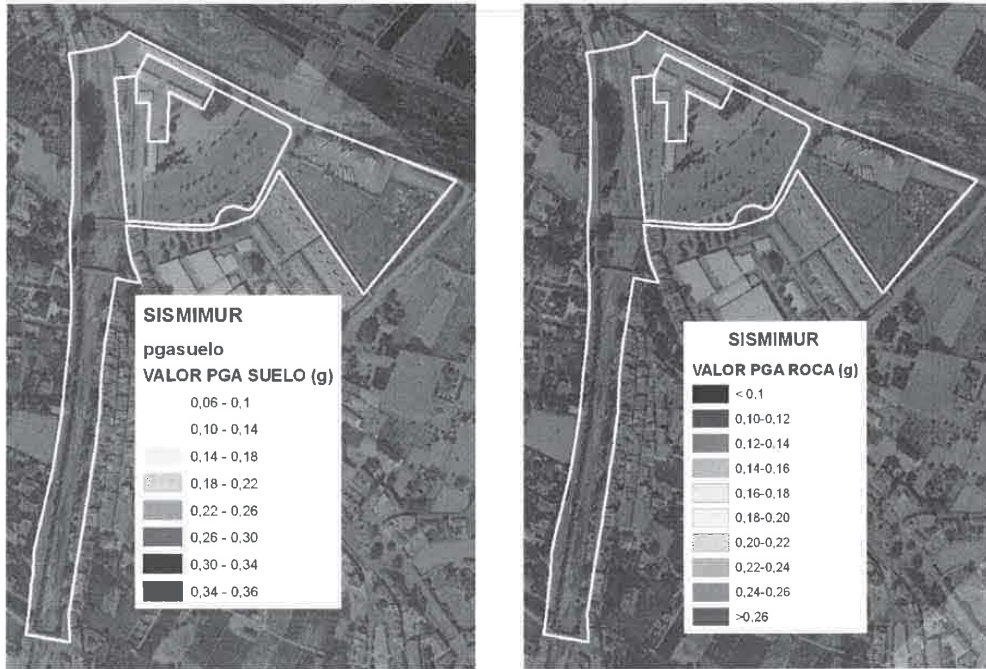 SISMIMUR
pgasuelo
VALOR PGA SUELO (g)
0,06 - 0,1
0,10 - 0,14
0,14 - 0,18
0,18 - 0,22
0,22 - 0,26
0,26 - 0,30
0,30 - 0,34
0,34 - 0,36
SISMIMUR
VALOR PGA ROCA (g)
< 0,1
0,10-0,12
0,12-0,14
0,14-0,16
0,16-0,18
0,18-0,20
0,20-0,22
0,22-0,24
0,24-0,26
>0,26